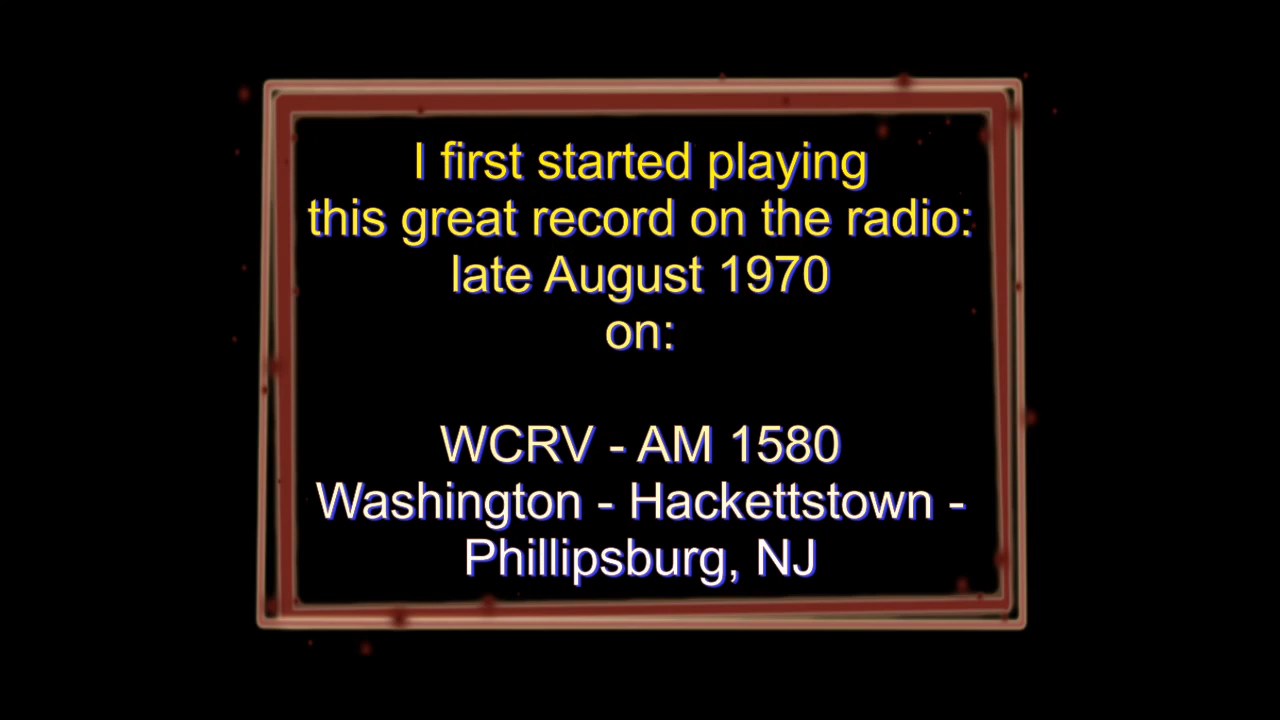 I first started playing
this great record on the radio:
late August 1970
on:
WCRV - AM 1580
Washington - Hackettstown -
Phillipsburg, NJ